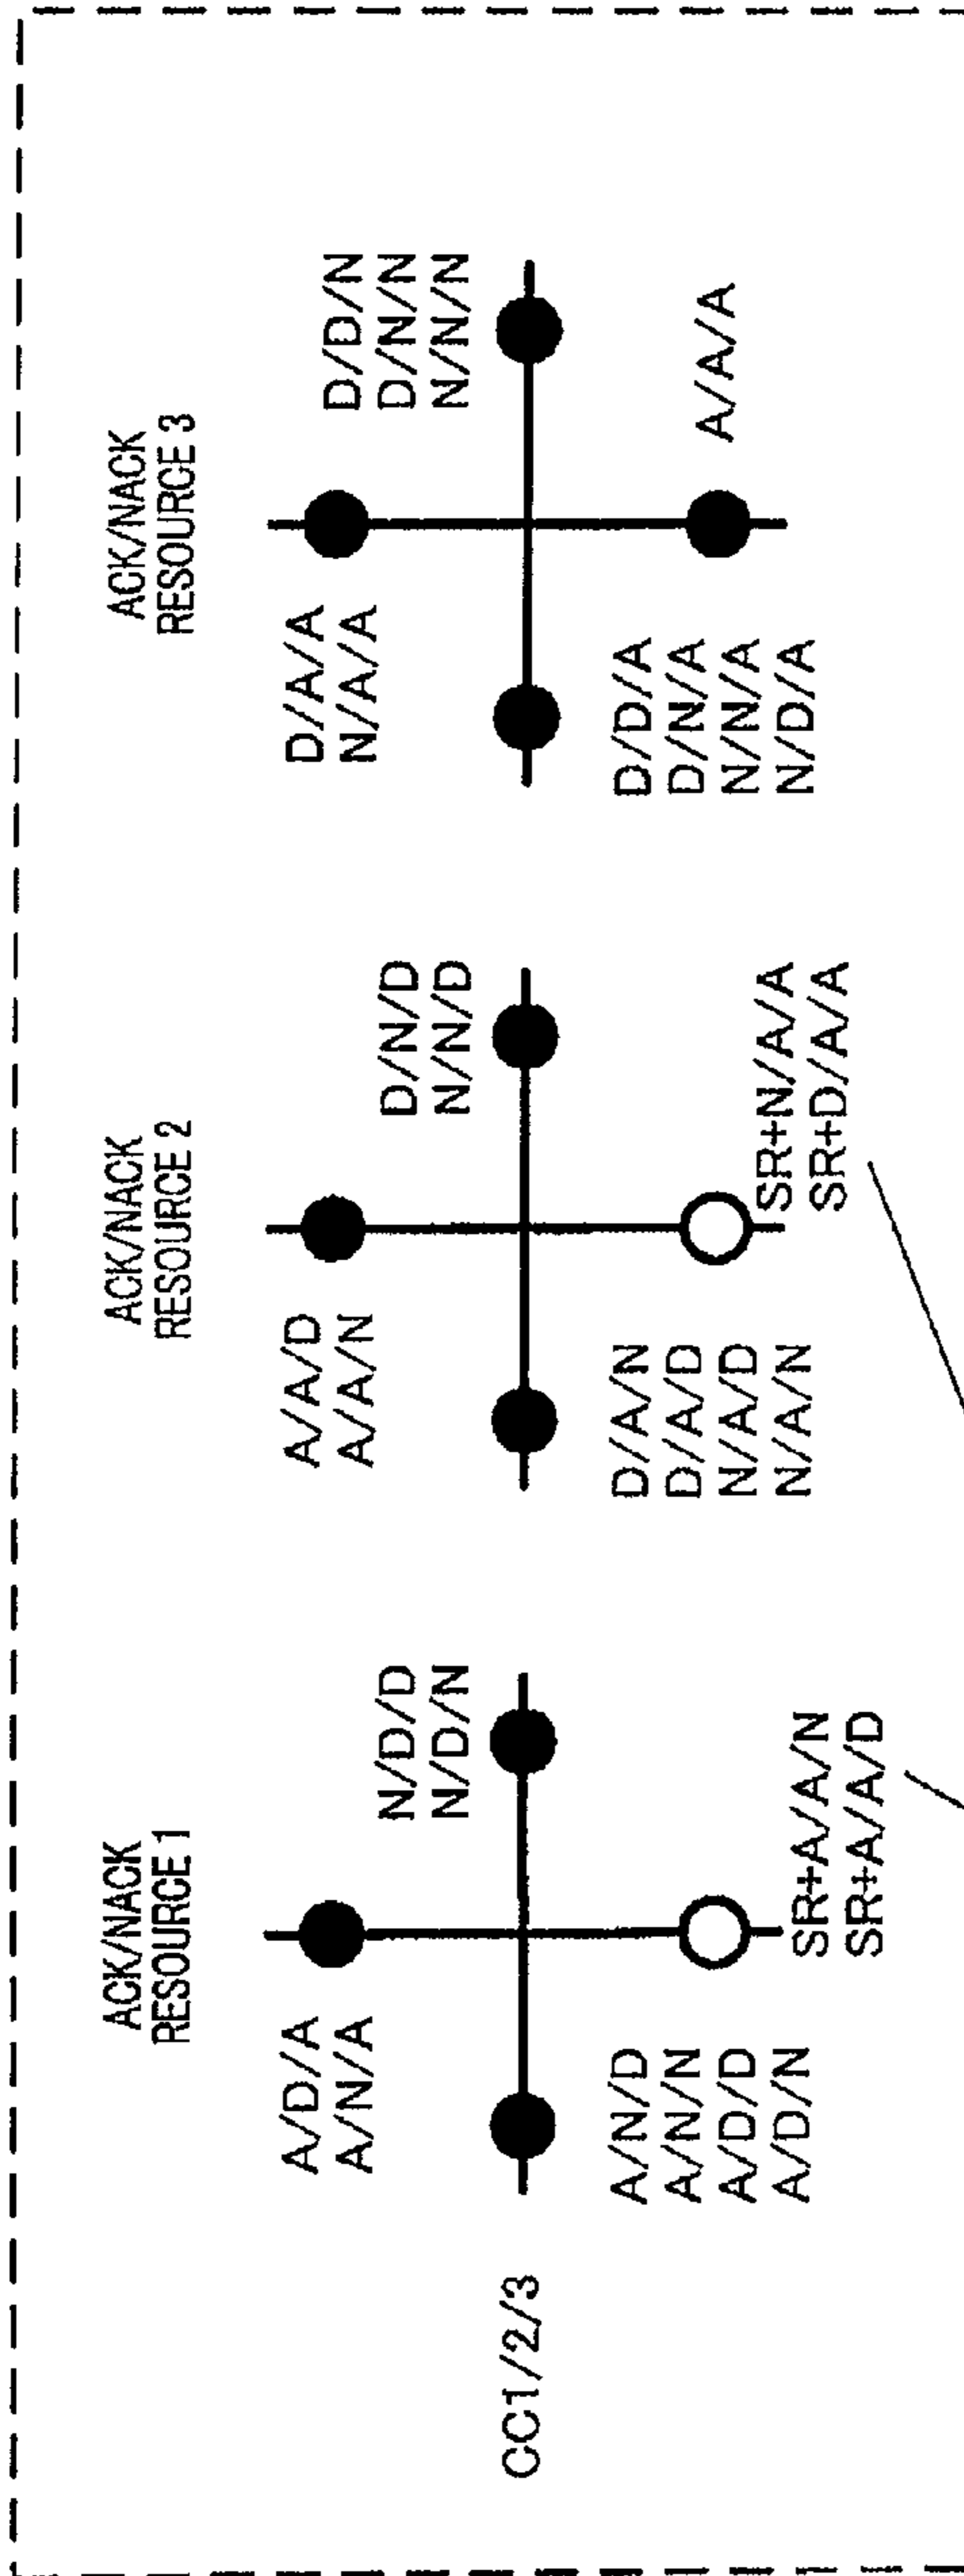 ACK/NACK
RESOURCE 1
A/D/A
A/N/A
N/D/D
N/D/N
CC1/2/3
A/N/D
A/N/N
A/D/D
A/D/N
SR+A/A/N
SR+A/A/D
ACK/NACK
RESOURCE 2
A/A/D
A/A/N
D/N/D
N/N/D
D/A/N
D/A/D
N/A/D
N/A/N
SR+N/A/A
SR+D/A/A
ACK/NACK
RESOURCE 3
D/A/A
N/A/A
D/D/N
D/N/N
N/N/N
D/D/A
D/N/A
N/N/A
N/D/A
A/A/A